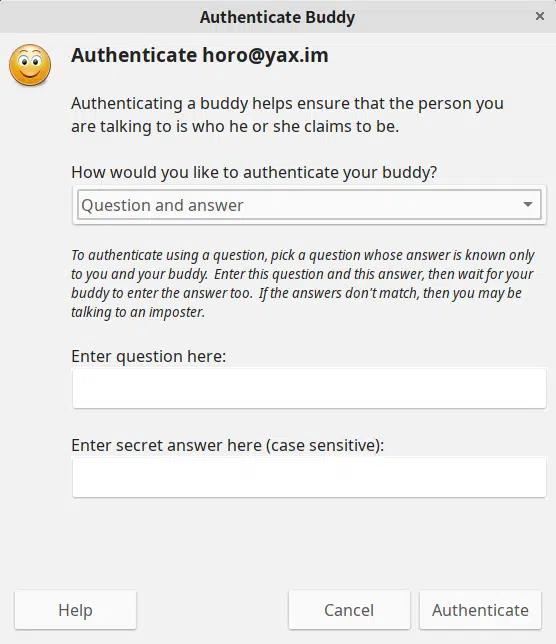 Authenticate Buddy
Authenticate horo@yax.im
Authenticating a buddy helps ensure that the person you
are talking to is who he or she claims to be.
How would you like to authenticate your buddy?
Question and answer
To authenticate using a question, pick a question whose answer is known only
to you and your buddy.  Enter this question and this answer, then wait for your
buddy to enter the answer too.  If the answers don't match, then you may be
talking to an imposter.
Enter question here:
Enter secret answer here (case sensitive):
Help
Cancel
Authenticate